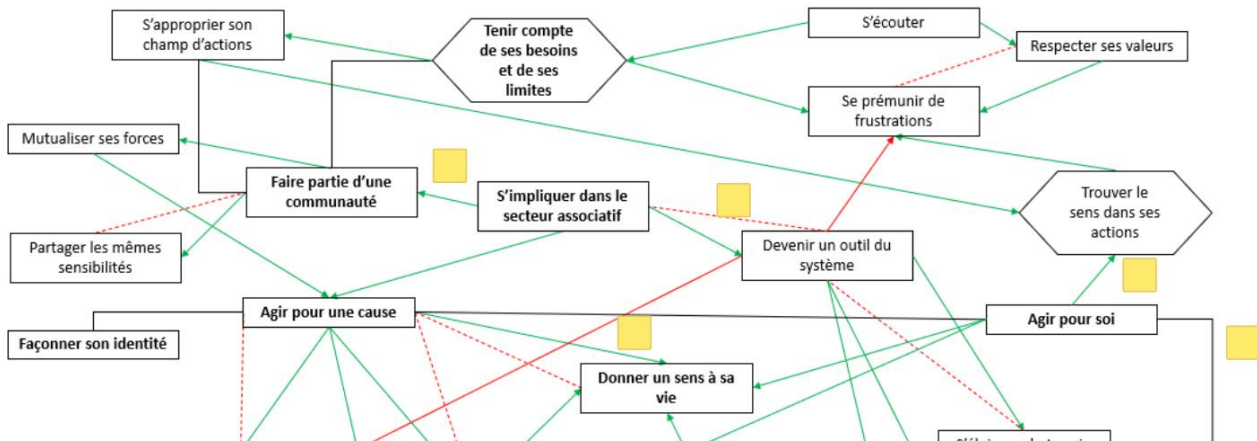 S'approprier son
champ d'actions
Tenir compte
de ses besoins
et de ses
limites
S'écouter
Respecter ses valeurs
Se prémunir de
frustrations
Mutualiser ses forces
Faire partie d'une
communauté
S'impliquer dans le
secteur associatif
Trouver le
sens dans ses
actions
Partager les mêmes
sensibilités
Devenir un outil du
système
Agir pour une cause
Agir pour soi
Façonner son identité
Donner un sens à sa
vie